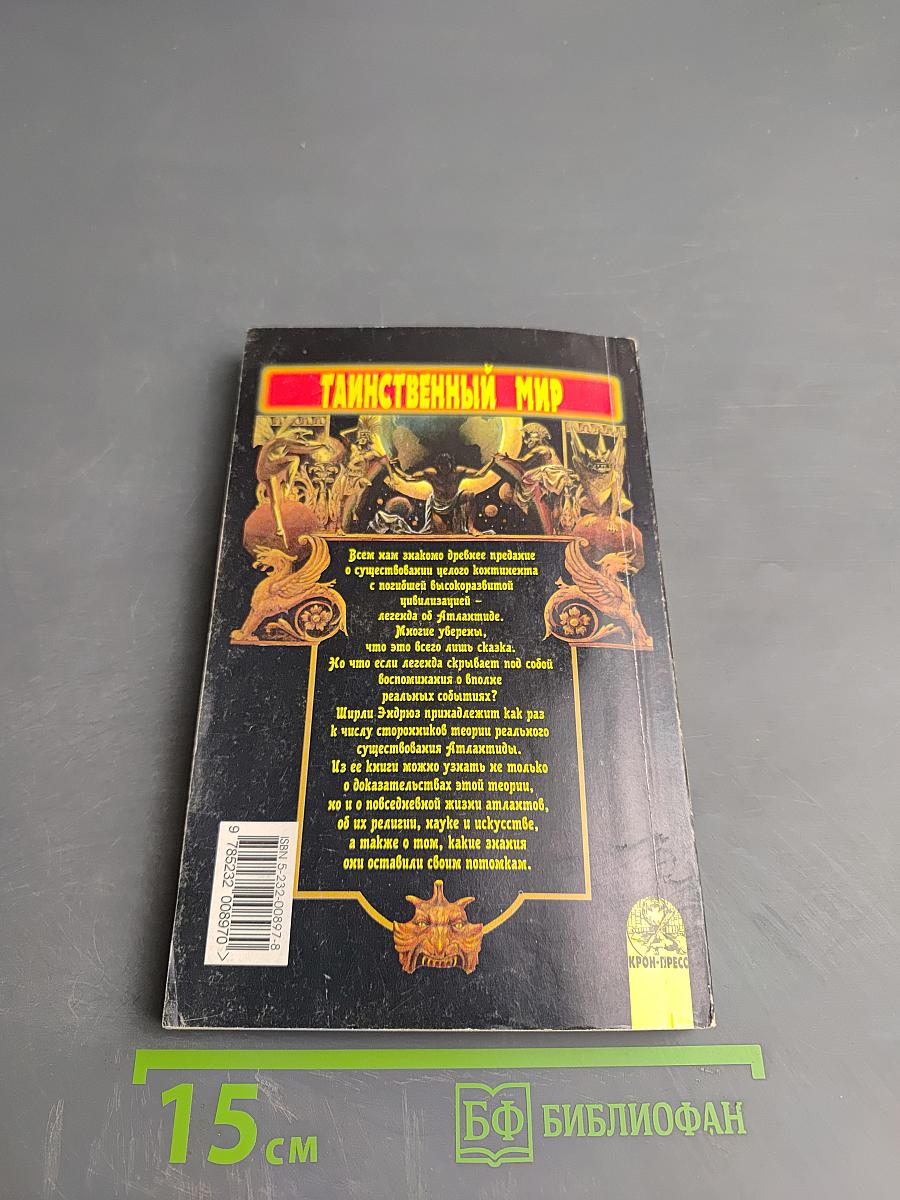 ТАИНСТВЕННЫЙ МИР
Всем нам знакомо древнее предание
о существовании целого континента
с погибшей высокоразвитой
цивилизацией –
легенда об Атлантиде.
Многие уверены,
что это всего лишь сказка.
Но что если легенда скрывает под собой
воспоминания о вполне
реальных событиях?
Ширли Эндрюз принадлежит как раз
к числу сторонников теории реального
существования Атлантиды.
Из ее книги можно узнать не только
о доказательствах этой теории,
но и о повседневной жизни атлантов,
об их религии, науке и искусстве,
а также о том, какие знания
они оставили своим потомкам.
ISBN 5-232-00897-8
9 785232 008970 >
КРОН-ПРЕСС
15 см
БФ БИБЛИОФАН